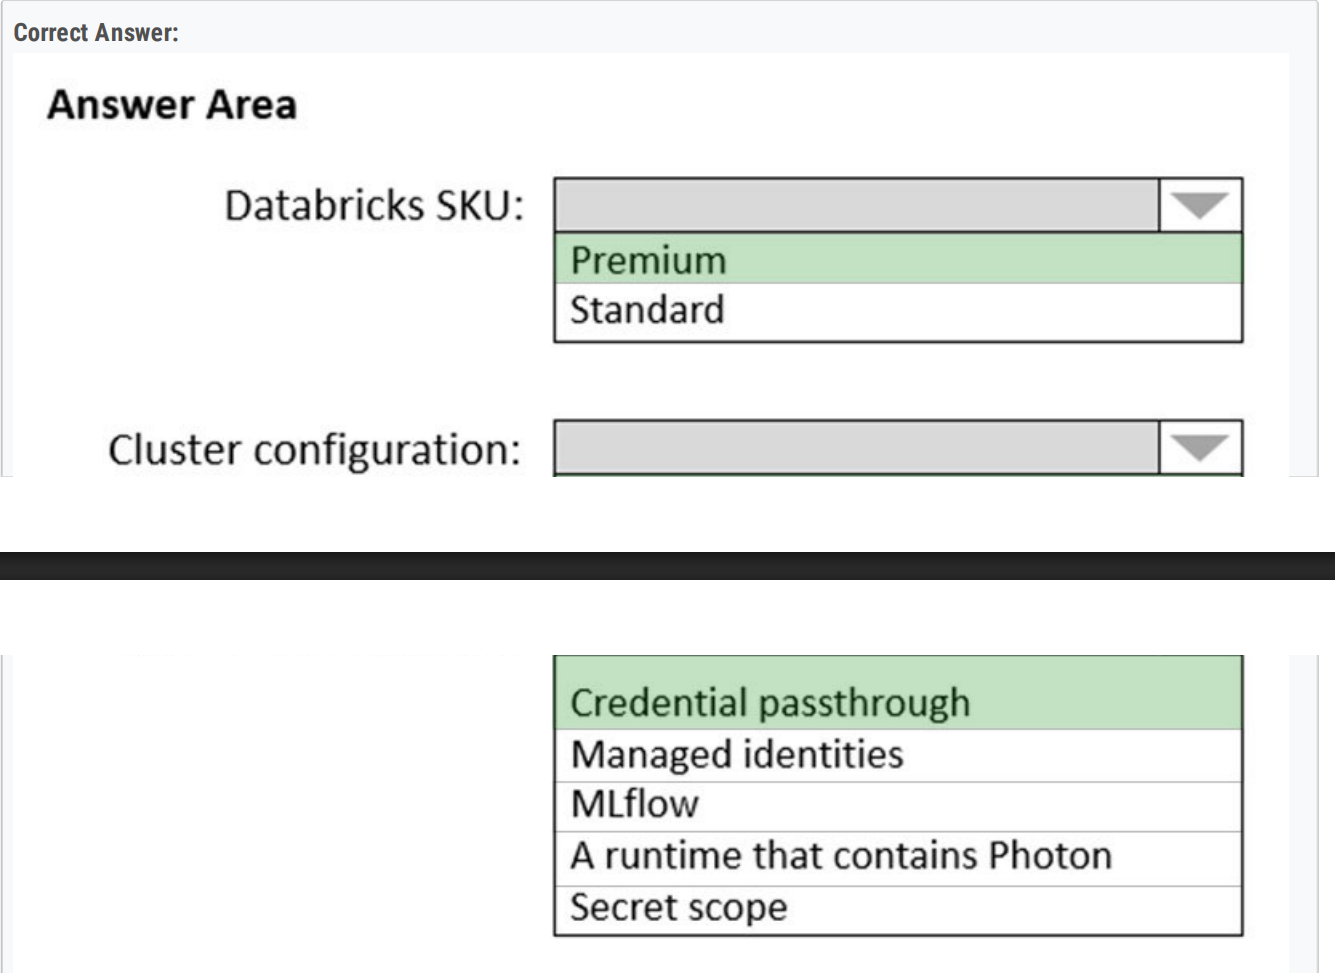 Correct Answer:
Answer Area
Databricks SKU:
Premium
Standard
Cluster configuration:
Credential passthrough
Managed identities
MLflow
A runtime that contains Photon
Secret scope